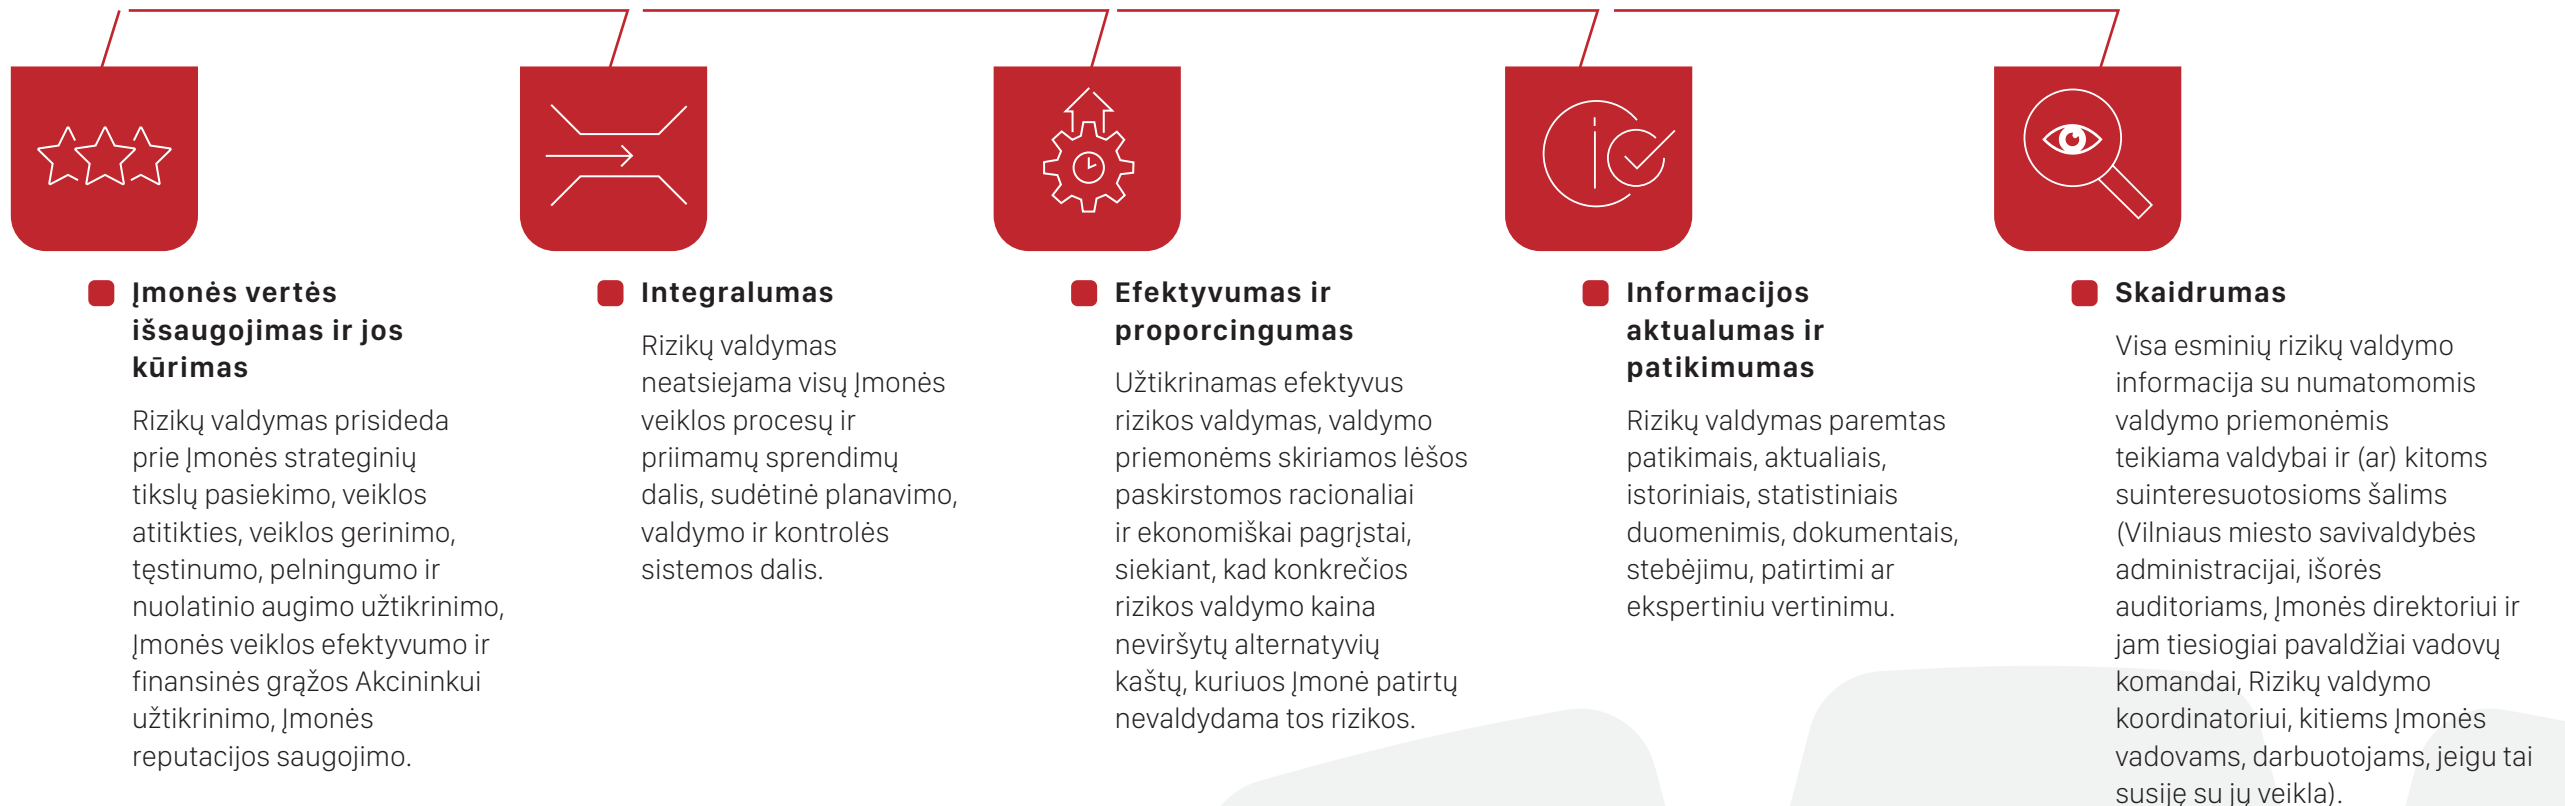 Įmonės vertės
išsaugojimas ir jos
kūrimas
Rizikų valdymas prisideda
prie Įmonės strateginių
tikslų pasiekimo, veiklos
atitikties, veiklos gerinimo,
tęstinumo, pelningumo ir
nuolatinio augimo užtikrinimo,
Įmonės veiklos efektyvumo ir
finansinės grąžos Akcininkui
užtikrinimo, Įmonės
reputacijos saugojimo.
Integralumas
Rizikų valdymas
neatsiejama visų Įmonės
veiklos procesų ir
priimamų sprendimų
dalis, sudėtinė planavimo,
valdymo ir kontrolės
sistemos dalis.
Efektyvumas ir
proporcingumas
Užtikrinamas efektyvus
rizikos valdymas, valdymo
priemonėms skiriamos lėšos
paskirstomos racionaliai
ir ekonomiškai pagrįstai,
siekiant, kad konkrečios
rizikos valdymo kaina
neviršytų alternatyvių
kaštų, kuriuos Įmonė patirtų
nevaldydama tos rizikos.
Informacijos
aktualumas ir
patikimumas
Rizikų valdymas paremtas
patikimais, aktualiais,
istoriniais, statistiniais
duomenimis, dokumentais,
stebėjimu, patirtimi ar
ekspertiniu vertinimu.
Skaidrumas
Visa esminių rizikų valdymo
informacija su numatomomis
valdymo priemonėmis
teikiama valdybai ir (ar) kitoms
suinteresuotosioms šalims
(Vilniaus miesto savivaldybės
administracijai, išorės
auditoriams, Įmonės direktoriui ir
jam tiesiogiai pavaldžiai vadovų
komandai, Rizikų valdymo
koordinatoriui, kitiems Įmonės
vadovams, darbuotojams, jeigu tai
susiję su jų veikla).